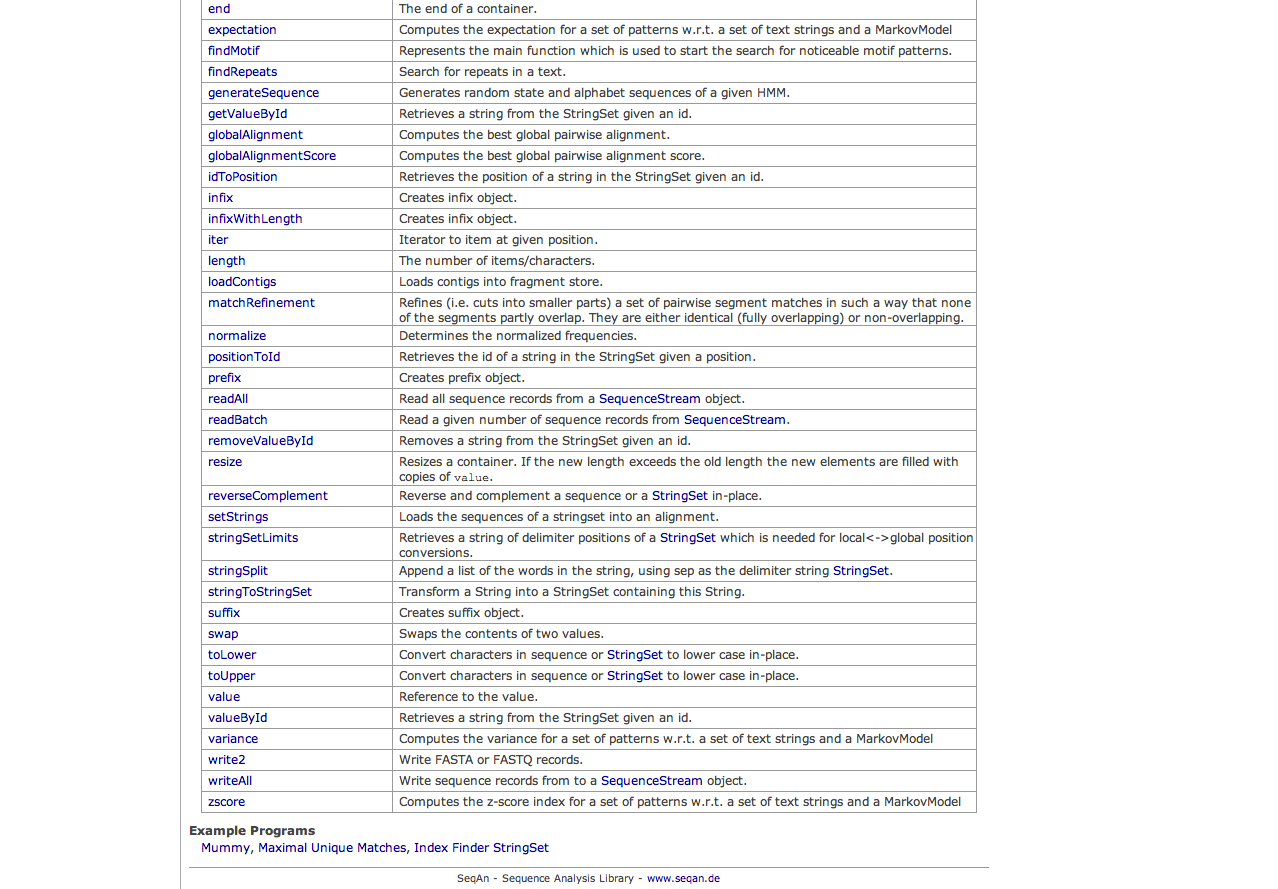 end The end of a container.
expectation Computes the expectation for a set of patterns w.r.t. a set of text strings and a MarkovModel
findMotif Represents the main function which is used to start the search for noticeable motif patterns.
findRepeats Search for repeats in a text.
generateSequence Generates random state and alphabet sequences of a given HMM.
getValueById Retrieves a string from the StringSet given an id.
globalAlignment Computes the best global pairwise alignment.
globalAlignmentScore Computes the best global pairwise alignment score.
idToPosition Retrieves the position of a string in the StringSet given an id.
infix Creates infix object.
infixWithLength Creates infix object.
iter Iterator to item at given position.
length The number of items/characters.
loadContigs Loads contigs into fragment store.
matchRefinement Refines (i.e. cuts into smaller parts) a set of pairwise segment matches in such a way that none
of the segments partly overlap. They are either identical (fully overlapping) or non-overlapping.
normalize Determines the normalized frequencies.
positionToId Retrieves the id of a string in the StringSet given a position.
prefix Creates prefix object.
readAll Read all sequence records from a SequenceStream object.
readBatch Read a given number of sequence records from SequenceStream.
removeValueById Removes a string from the StringSet given an id.
resize Resizes a container. If the new length exceeds the old length the new elements are filled with
copies of value.
reverseComplement Reverse and complement a sequence or a StringSet in-place.
setStrings Loads the sequences of a stringset into an alignment.
stringSetLimits Retrieves a string of delimiter positions of a StringSet which is needed for local<->global position
conversions.
stringSplit Append a list of the words in the string, using sep as the delimiter string StringSet.
stringToStringSet Transform a String into a StringSet containing this String.
suffix Creates suffix object.
swap Swaps the contents of two values.
toLower Convert characters in sequence or StringSet to lower case in-place.
toUpper Convert characters in sequence or StringSet to lower case in-place.
value Reference to the value.
valueById Retrieves a string from the StringSet given an id.
variance Computes the variance for a set of patterns w.r.t. a set of text strings and a MarkovModel
write2 Write FASTA or FASTQ records.
writeAll Write sequence records from to a SequenceStream object.
zscore Computes the z-score index for a set of patterns w.r.t. a set of text strings and a MarkovModel
Example Programs
Mummy, Maximal Unique Matches, Index Finder StringSet
SeqAn - Sequence Analysis Library - www.seqan.de